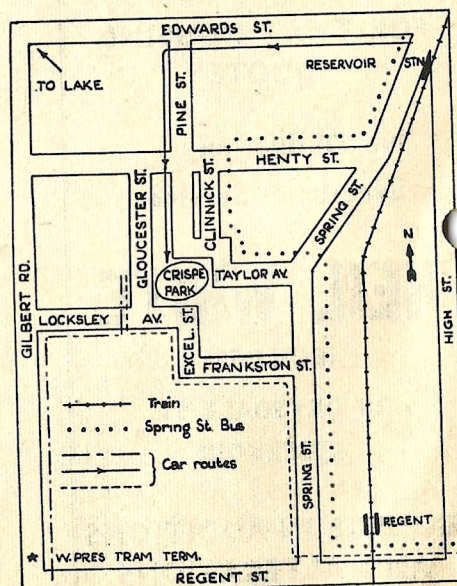 EDWARDS ST.
RESERVOIR
STN
TO LAKE.
PINE ST.
HENTY ST.
GLOUCESTER ST.
CLINNICK ST.
SPRING ST.
N
GILBERT RD.
HIGH ST.
CRISPE
PARK
TAYLOR AV.
LOCKSLEY AV.
EXCEL. ST.
FRANKSTON ST.
Train
Spring St. Bus
Car routes
SPRING ST.
REGENT
* W.PRES TRAM TERM.
REGENT ST.